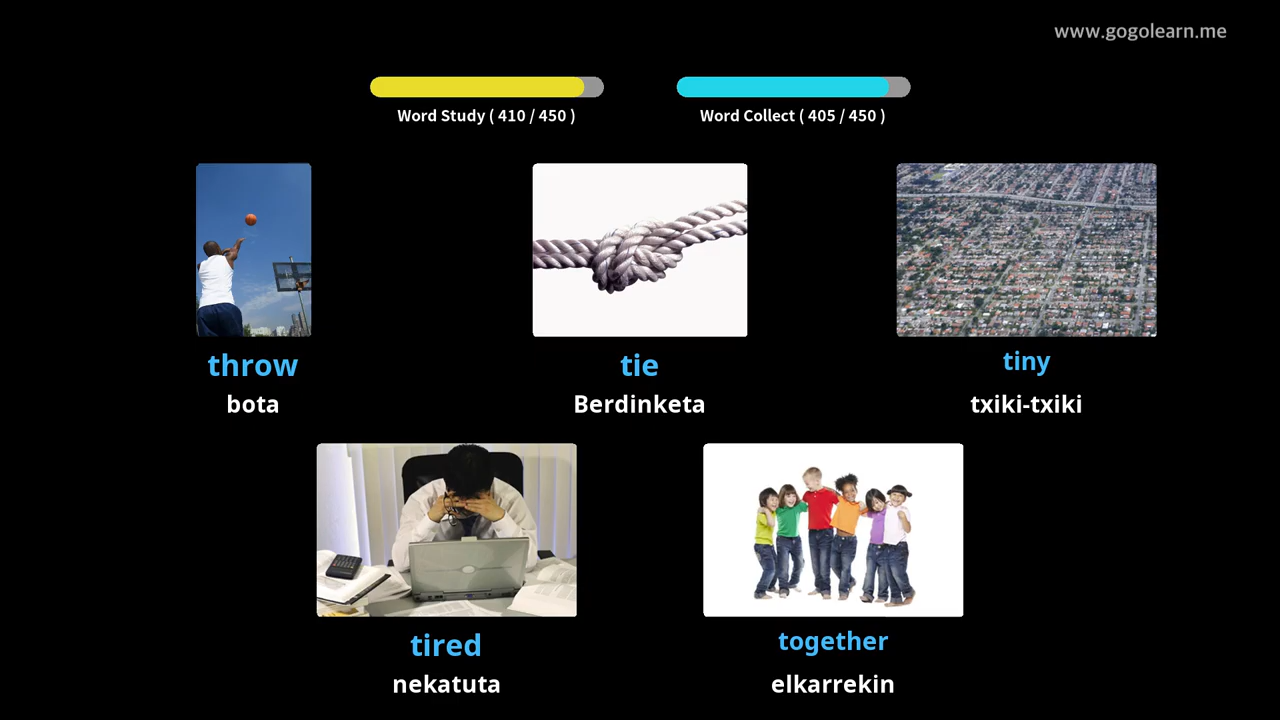 www.gogolearn.me
Word Study ( 410 / 450 )
Word Collect ( 405 / 450 )
throw
bota
tie
Berdinketa
tiny
txiki-txiki
tired
nekatuta
together
elkarrekin